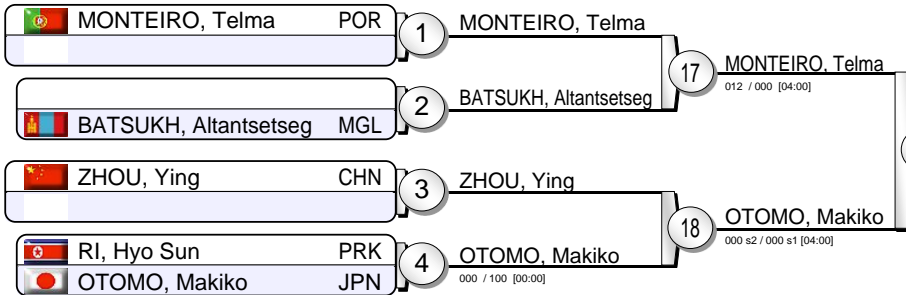 MONTEIRO, Telma POR
1
MONTEIRO, Telma
17
MONTEIRO, Telma
012 / 000 [04:00]
2
BATSUKH, Altantsetseg
BATSUKH, Altantsetseg MGL
ZHOU, Ying CHN
3
ZHOU, Ying
18
OTOMO, Makiko
000 s2 / 000 s1 [04:00]
RI, Hyo Sun PRK
4
OTOMO, Makiko
000 / 100 [00:00]
OTOMO, Makiko JPN